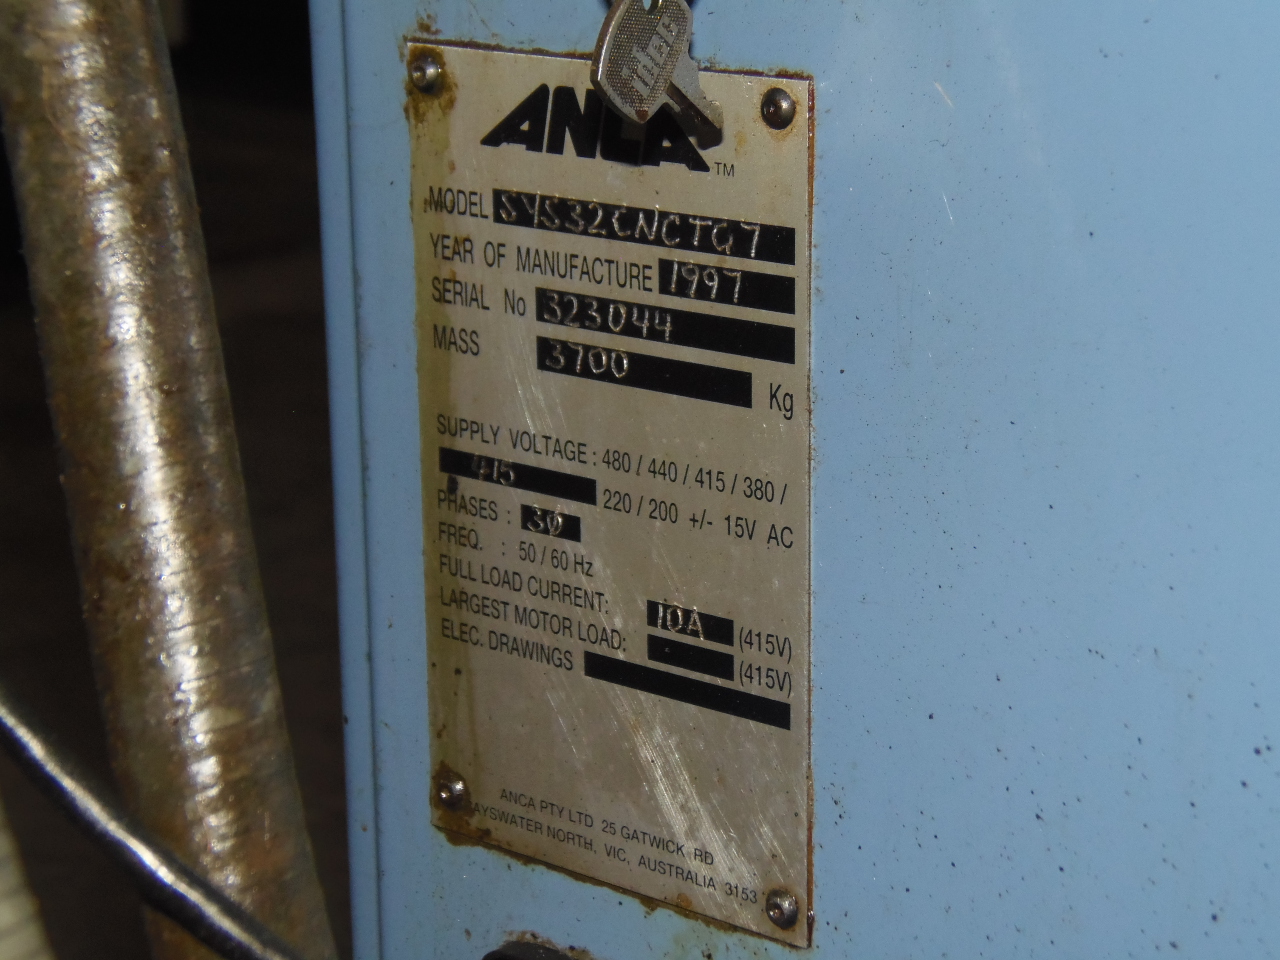 ANCA™
MODEL SYS32CNCTG7
YEAR OF MANUFACTURE 1997
SERIAL No 323044
MASS 3700 Kg
SUPPLY VOLTAGE : 480 / 440 / 415 / 380 /
415 220 / 200 +/- 15V AC
PHASES : 3Ø
FREQ. : 50 / 60 Hz
FULL LOAD CURRENT: 10A (415V)
LARGEST MOTOR LOAD: (415V)
ELEC. DRAWINGS
ANCA PTY LTD 25 GATWICK RD
BAYSWATER NORTH, VIC, AUSTRALIA 3153